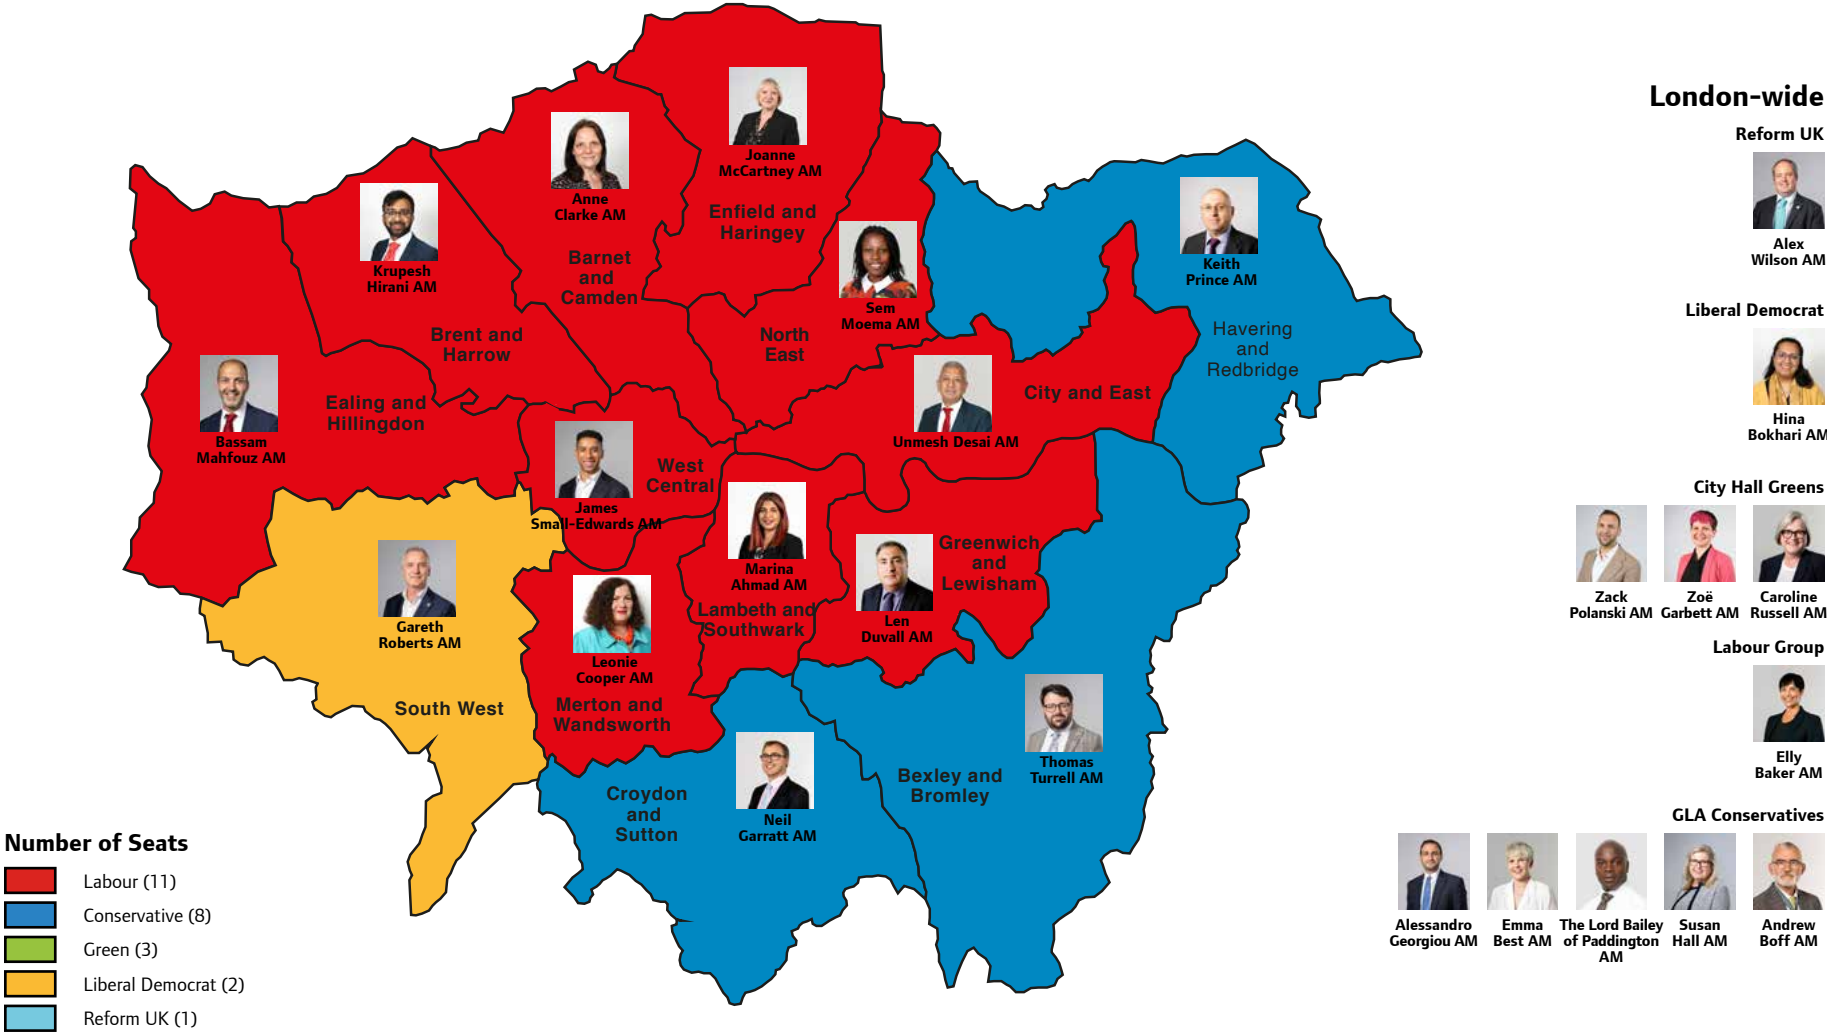 Joanne
McCartney AM
Enfield and
Haringey
Anne
Clarke AM
Barnet
and
Camden
Krupesh
Hirani AM
Brent and
Harrow
Sem
Moema AM
North
East
Keith
Prince AM
Havering
and
Redbridge
Bassam
Mahfouz AM
Ealing and
Hillingdon
Unmesh Desai AM
City and East
James
Small-Edwards AM
West
Central
Marina
Ahmad AM
Lambeth and
Southwark
Len
Duvall AM
Greenwich
and
Lewisham
Gareth
Roberts AM
South West
Leonie
Cooper AM
Merton and
Wandsworth
Neil
Garratt AM
Croydon
and
Sutton
Thomas
Turrell AM
Bexley and
Bromley
London-wide
Reform UK
Alex
Wilson AM
Liberal Democrat
Hina
Bokhari AM
City Hall Greens
Zack
Polanski AM
Zoë
Garbett AM
Caroline
Russell AM
Labour Group
Elly
Baker AM
GLA Conservatives
Alessandro
Georgiou AM
Emma
Best AM
The Lord Bailey
of Paddington
AM
Susan
Hall AM
Andrew
Boff AM
Number of Seats
Labour (11)
Conservative (8)
Green (3)
Liberal Democrat (2)
Reform UK (1)